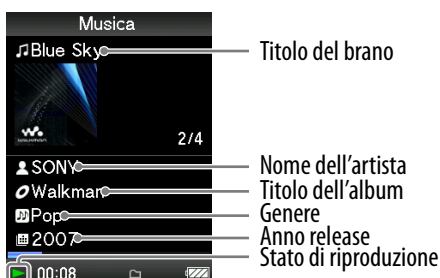 Musica
Blue Sky
Titolo del brano
2/4
SONY
Nome dell'artista
Walkman
Titolo dell'album
Pop
Genere
2007
Anno release
Stato di riproduzione
00:08